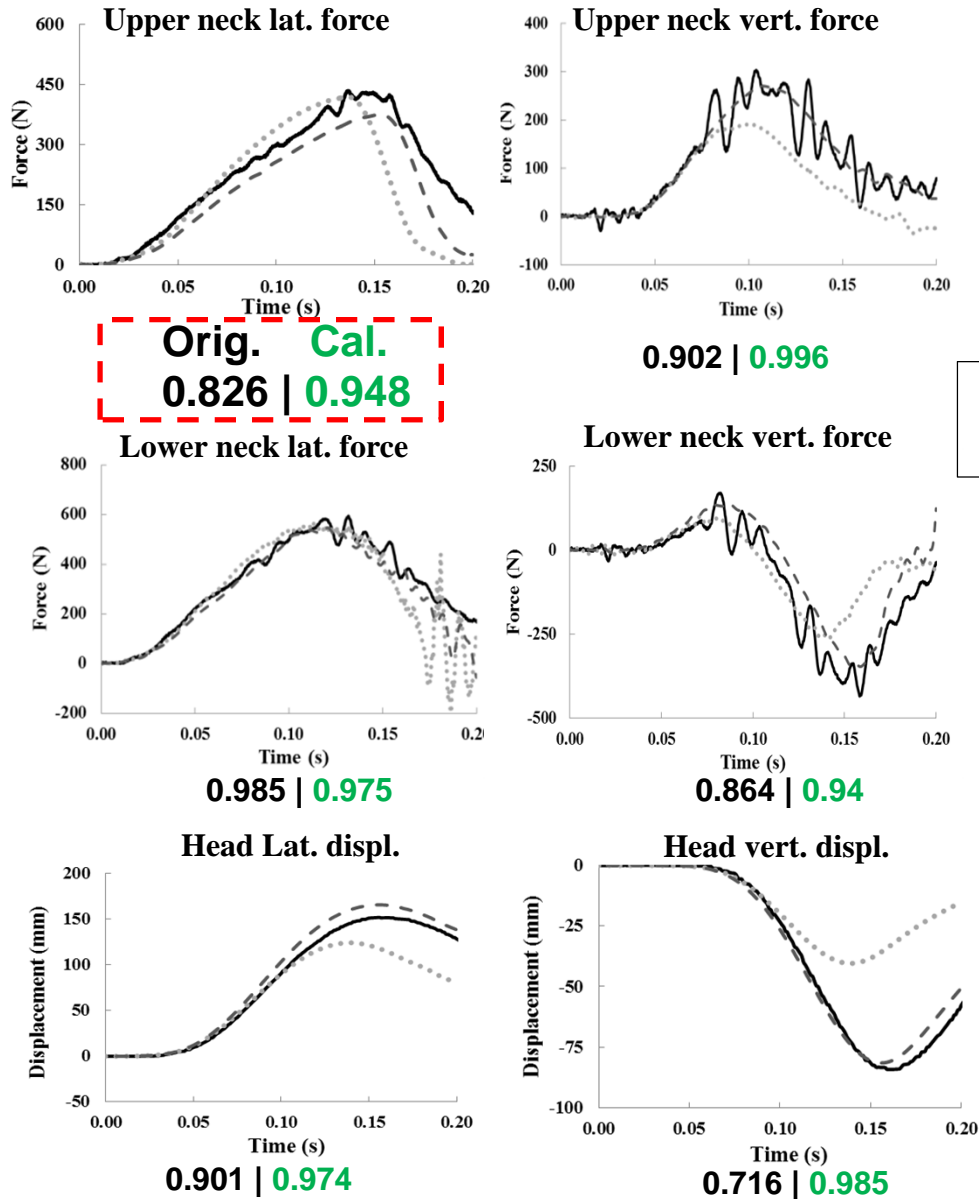 Upper neck lat. force
600
450
300
150
0
Force (N)
0.00 0.05 0.10 0.15 0.20
Time (s)
Orig. Cal.
0.826 | 0.948
Upper neck vert. force
400
300
200
100
0
-100
Force (N)
0.00 0.05 0.10 0.15 0.20
Time (s)
0.902 | 0.996
Lower neck lat. force
800
600
400
200
0
-200
Force (N)
0.00 0.05 0.10 0.15 0.20
Time (s)
0.985 | 0.975
Lower neck vert. force
250
0
-250
-500
Force (N)
0.00 0.05 0.10 0.15 0.20
Time (s)
0.864 | 0.94
Head Lat. displ.
200
150
100
50
0
-50
Displacement (mm)
0.00 0.05 0.10 0.15 0.20
Time (s)
0.901 | 0.974
Head vert. displ.
0
-25
-50
-75
-100
Displacement (mm)
0.00 0.05 0.10 0.15 0.20
Time (s)
0.716 | 0.985